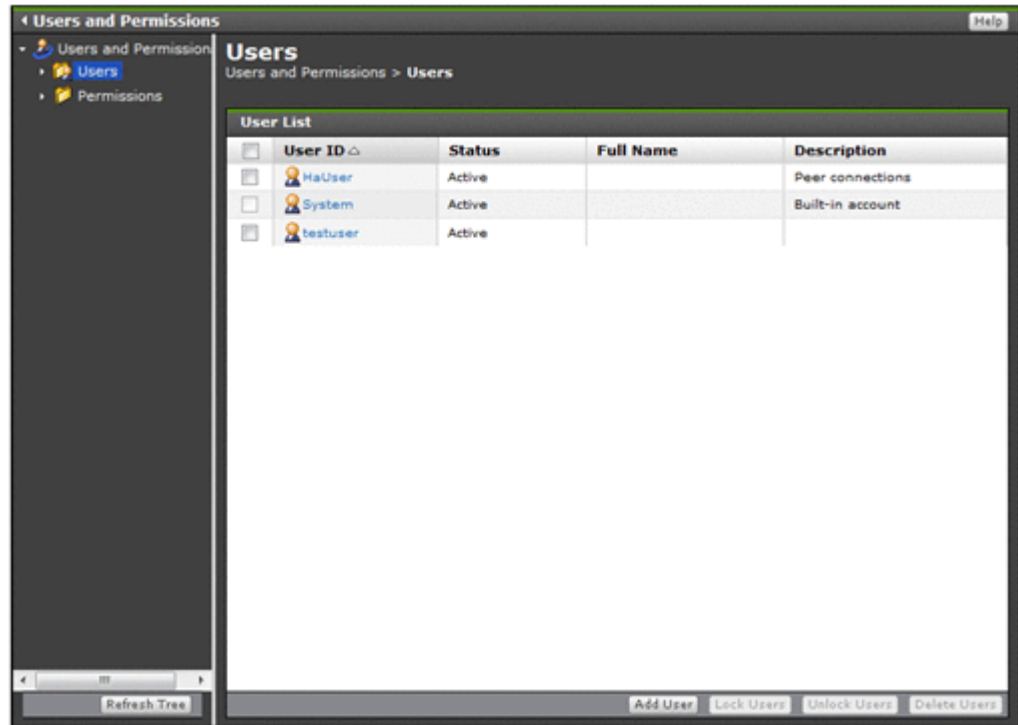 Users and Permissions
Help
Users and Permission
Users
Permissions
Refresh Tree
Users
Users and Permissions > Users
User List
User ID Status Full Name Description
HaUser Active Peer connections
System Active Built-in account
testuser Active
Add User Lock Users Unlock Users Delete Users